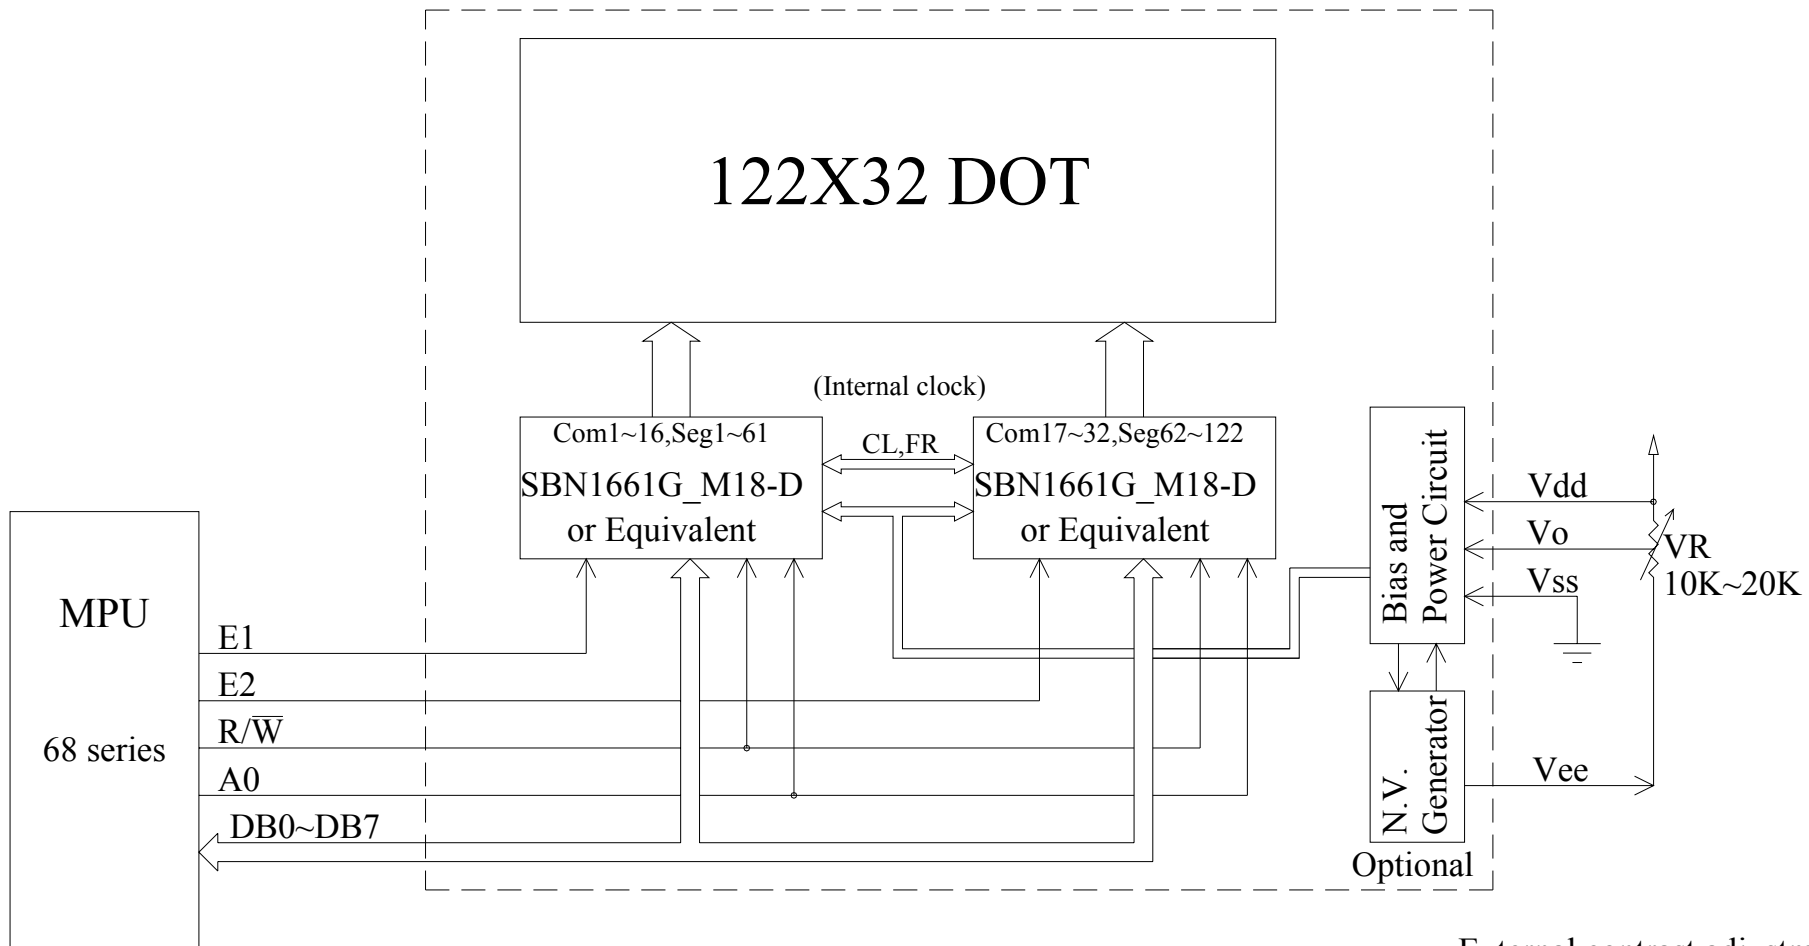 122X32 DOT
(Internal clock)
Com1~16,Seg1~61
SBN1661G_M18-D
or Equivalent
CL,FR
Com17~32,Seg62~122
SBN1661G_M18-D
or Equivalent
Bias and
Power Circuit
Vdd
Vo
Vss
VR
10K~20K
MPU
68 series
E1
E2
R/W̅
A0
DB0~DB7
N.V.
Generator
Vee
Optional